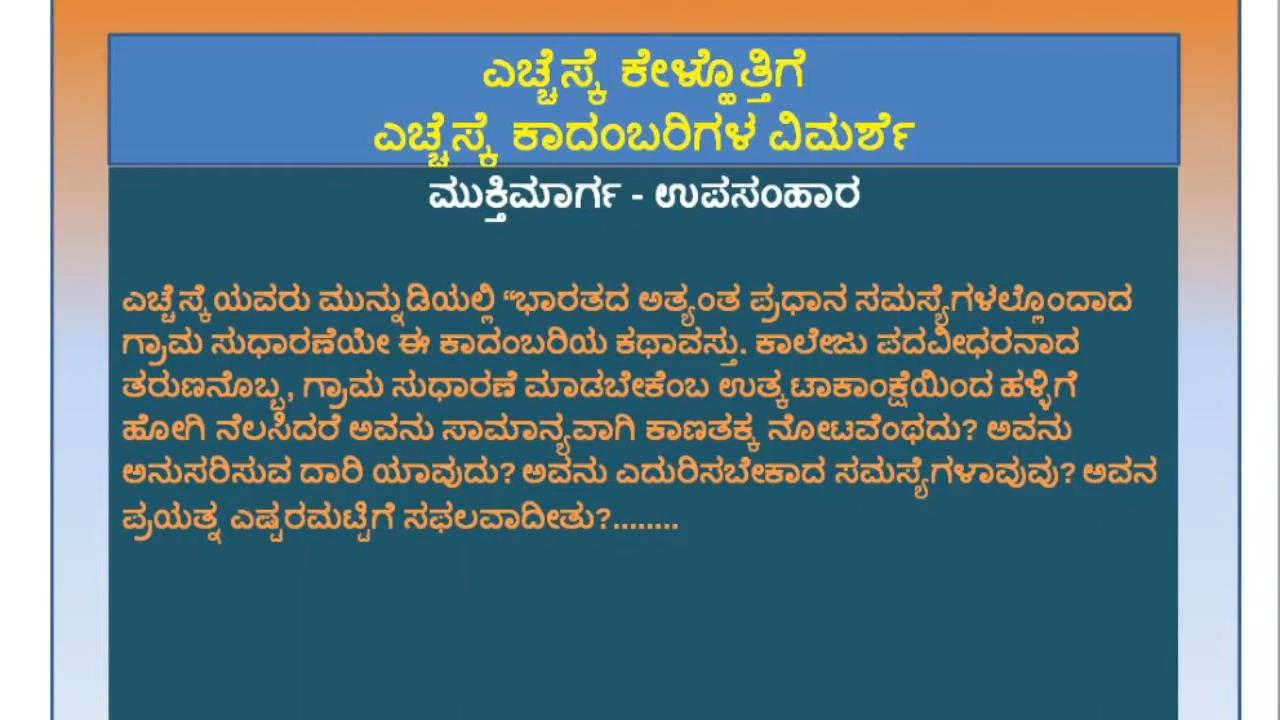 ಎಚ್ಚೆಸ್ಕೆ ಕೇಳ್ಹೊತ್ತಿಗೆ
ಎಚ್ಚೆಸ್ಕೆ ಕಾದಂಬರಿಗಳ ವಿಮರ್ಶೆ
ಮುಕ್ತಿಮಾರ್ಗ - ಉಪಸಂಹಾರ
ಎಚ್ಚೆಸ್ಕೆಯವರು ಮುನ್ನುಡಿಯಲ್ಲಿ “ಭಾರತದ ಅತ್ಯಂತ ಪ್ರಧಾನ ಸಮಸ್ಯೆಗಳಲ್ಲೊಂದಾದ
ಗ್ರಾಮ ಸುಧಾರಣೆಯೇ ಈ ಕಾದಂಬರಿಯ ಕಥಾವಸ್ತು. ಕಾಲೇಜು ಪದವೀಧರನಾದ
ತರುಣನೊಬ್ಬ, ಗ್ರಾಮ ಸುಧಾರಣೆ ಮಾಡಬೇಕೆಂಬ ಉತ್ಕಟಾಕಾಂಕ್ಷೆಯಿಂದ ಹಳ್ಳಿಗೆ
ಹೋಗಿ ನೆಲಸಿದರೆ ಅವನು ಸಾಮಾನ್ಯವಾಗಿ ಕಾಣತಕ್ಕ ನೋಟವೆಂಥದು? ಅವನು
ಅನುಸರಿಸುವ ದಾರಿ ಯಾವುದು? ಅವನು ಎದುರಿಸಬೇಕಾದ ಸಮಸ್ಯೆಗಳಾವುವು? ಅವನ
ಪ್ರಯತ್ನ ಎಷ್ಟರಮಟ್ಟಿಗೆ ಸಫಲವಾದೀತು?........